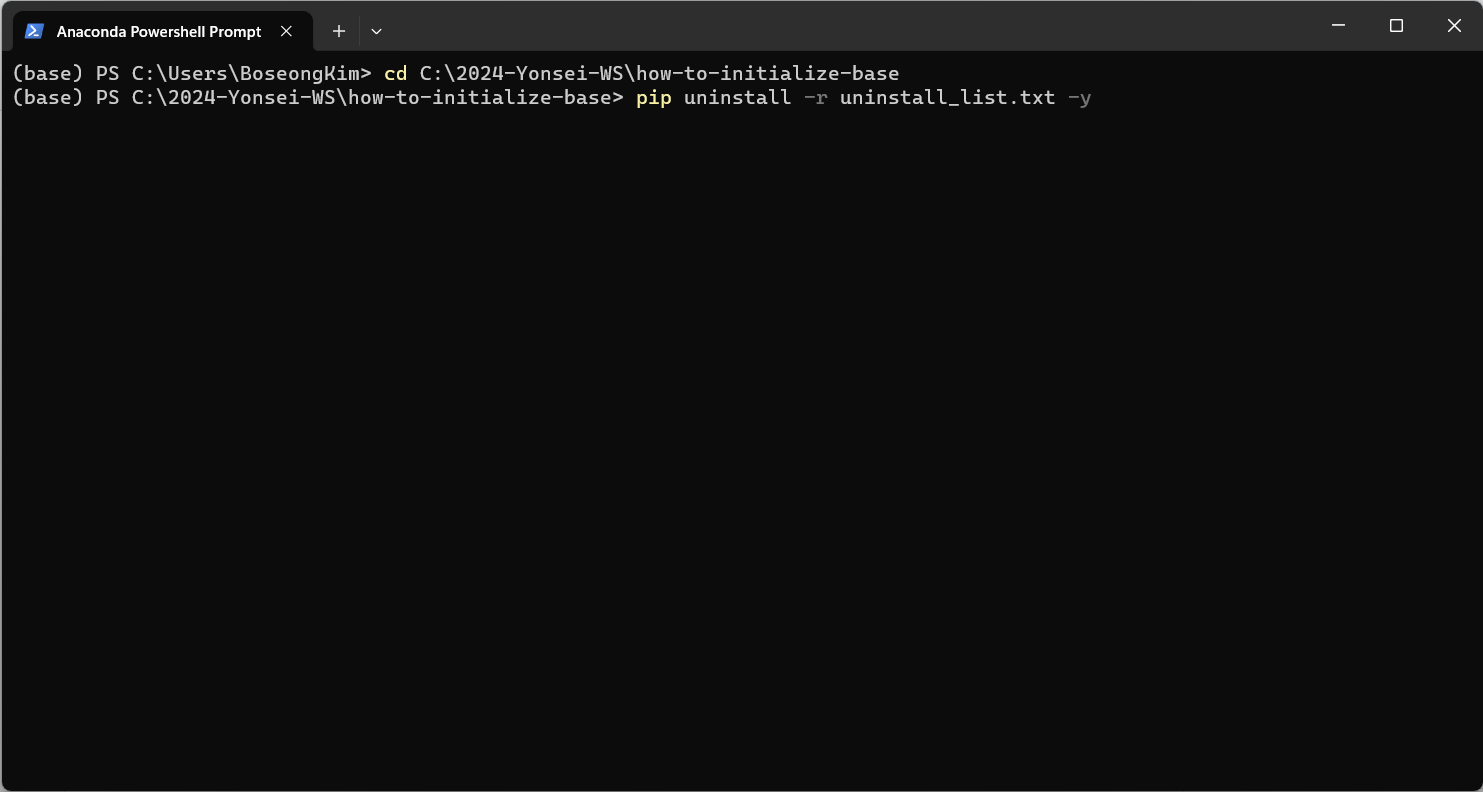 Anaconda Powershell Prompt
(base) PS C:\Users\BoseongKim> cd C:\2024-Yonsei-WS\how-to-initialize-base
(base) PS C:\2024-Yonsei-WS\how-to-initialize-base> pip uninstall -r uninstall_list.txt -y